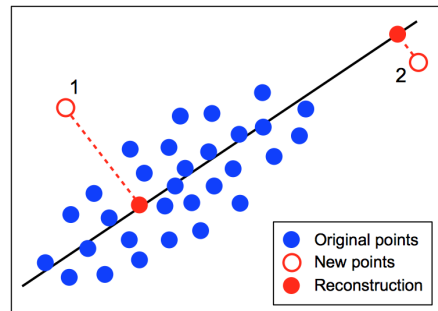 1
2
Original points
New points
Reconstruction